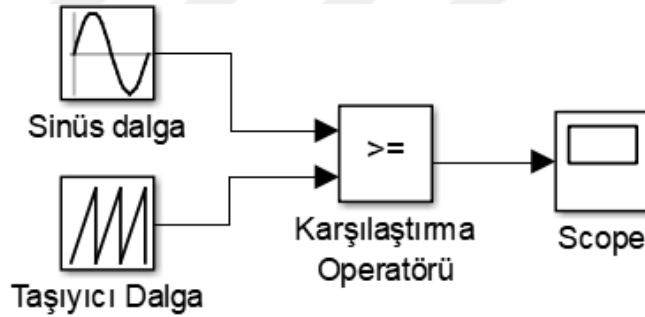 Sinüs dalga
>=
Karşılaştırma
Operatörü
Scope
Taşıyıcı Dalga